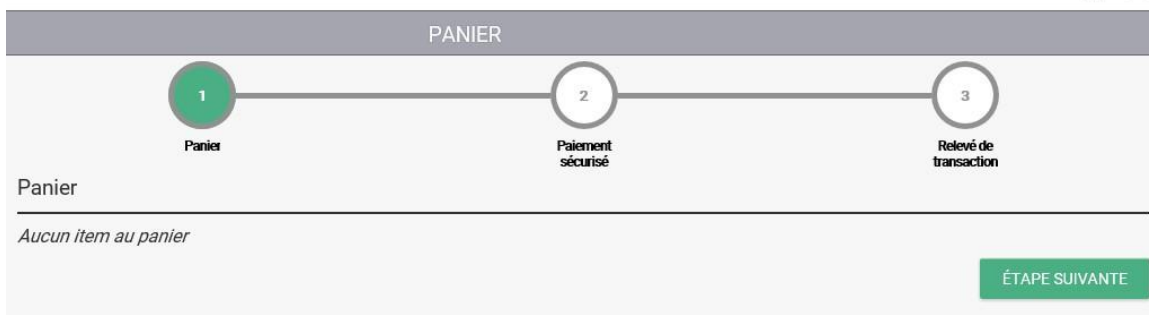 PANIER
1
2
3
Panier
Paiement
sécurisé
Relevé de
transaction
Panier
Aucun item au panier
ÉTAPE SUIVANTE